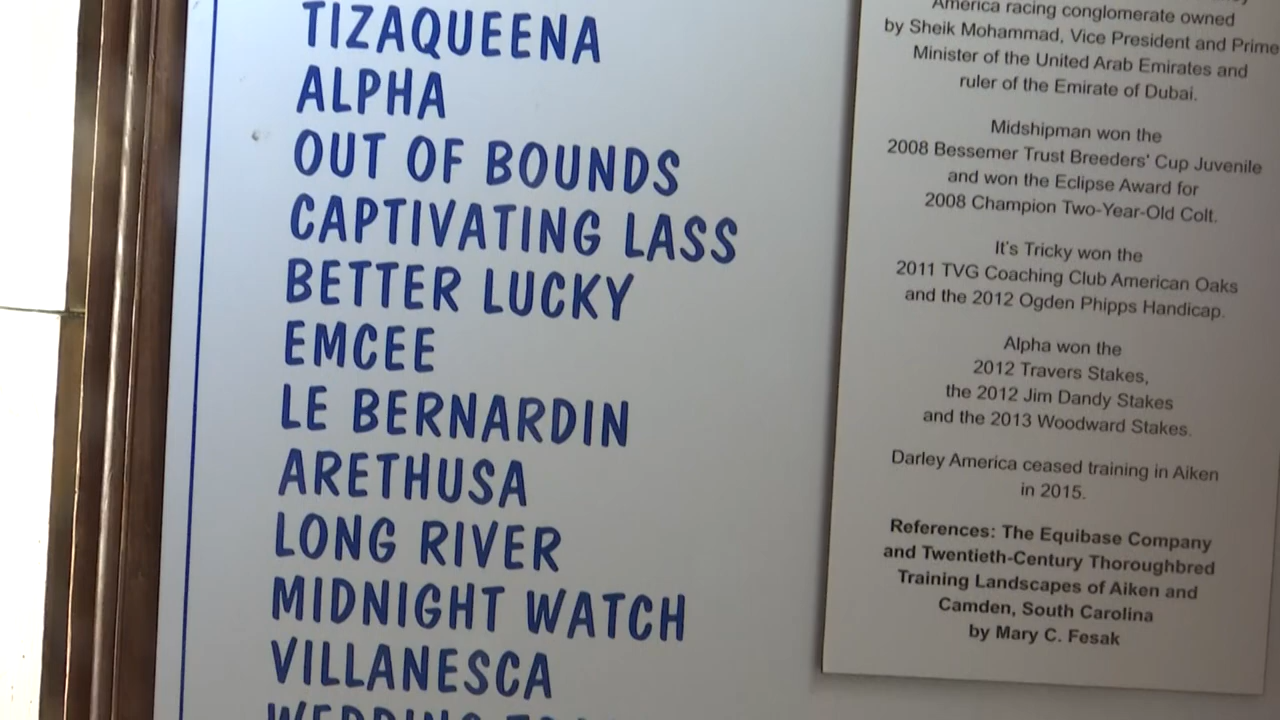 TIZAQUEENA
ALPHA
OUT OF BOUNDS
CAPTIVATING LASS
BETTER LUCKY
EMCEE
LE BERNARDIN
ARETHUSA
LONG RIVER
MIDNIGHT WATCH
VILLANESCA
WEDDING
America racing conglomerate owned
by Sheik Mohammad, Vice President and Prime
Minister of the United Arab Emirates and
ruler of the Emirate of Dubai.
Midshipman won the
2008 Bessemer Trust Breeders' Cup Juvenile
and won the Eclipse Award for
2008 Champion Two-Year-Old Colt.
It's Tricky won the
2011 TVG Coaching Club American Oaks
and the 2012 Ogden Phipps Handicap.
Alpha won the
2012 Travers Stakes,
the 2012 Jim Dandy Stakes
and the 2013 Woodward Stakes.
Darley America ceased training in Aiken
in 2015.
References: The Equibase Company
and Twentieth-Century Thoroughbred
Training Landscapes of Aiken and
Camden, South Carolina
by Mary C. Fesak